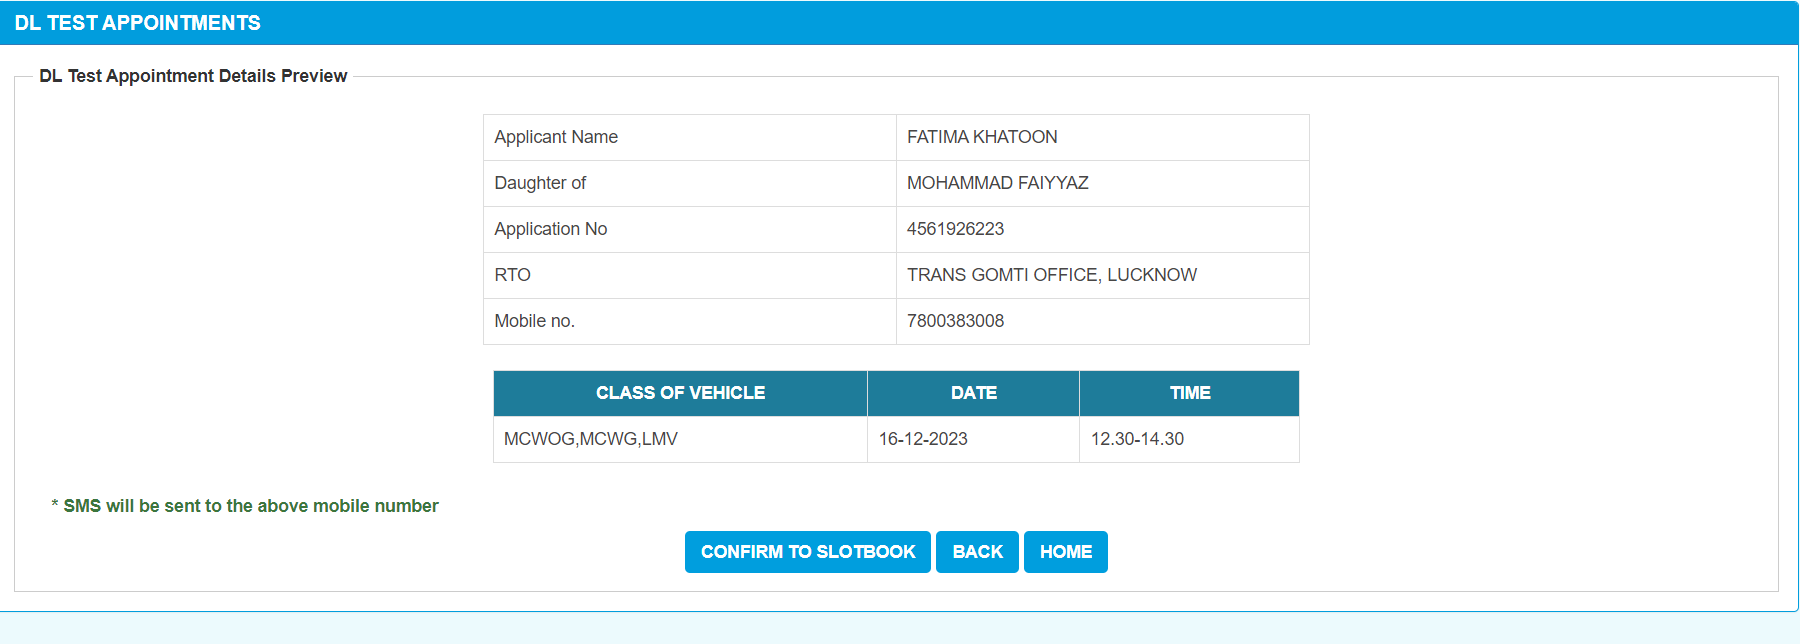 DL TEST APPOINTMENTS
DL Test Appointment Details Preview
Applicant Name FATIMA KHATOON
Daughter of MOHAMMAD FAIYYAZ
Application No 4561926223
RTO TRANS GOMTI OFFICE, LUCKNOW
Mobile no. 7800383008
CLASS OF VEHICLE DATE TIME
MCWOG,MCWG,LMV 16-12-2023 12.30-14.30
* SMS will be sent to the above mobile number
CONFIRM TO SLOTBOOK BACK HOME